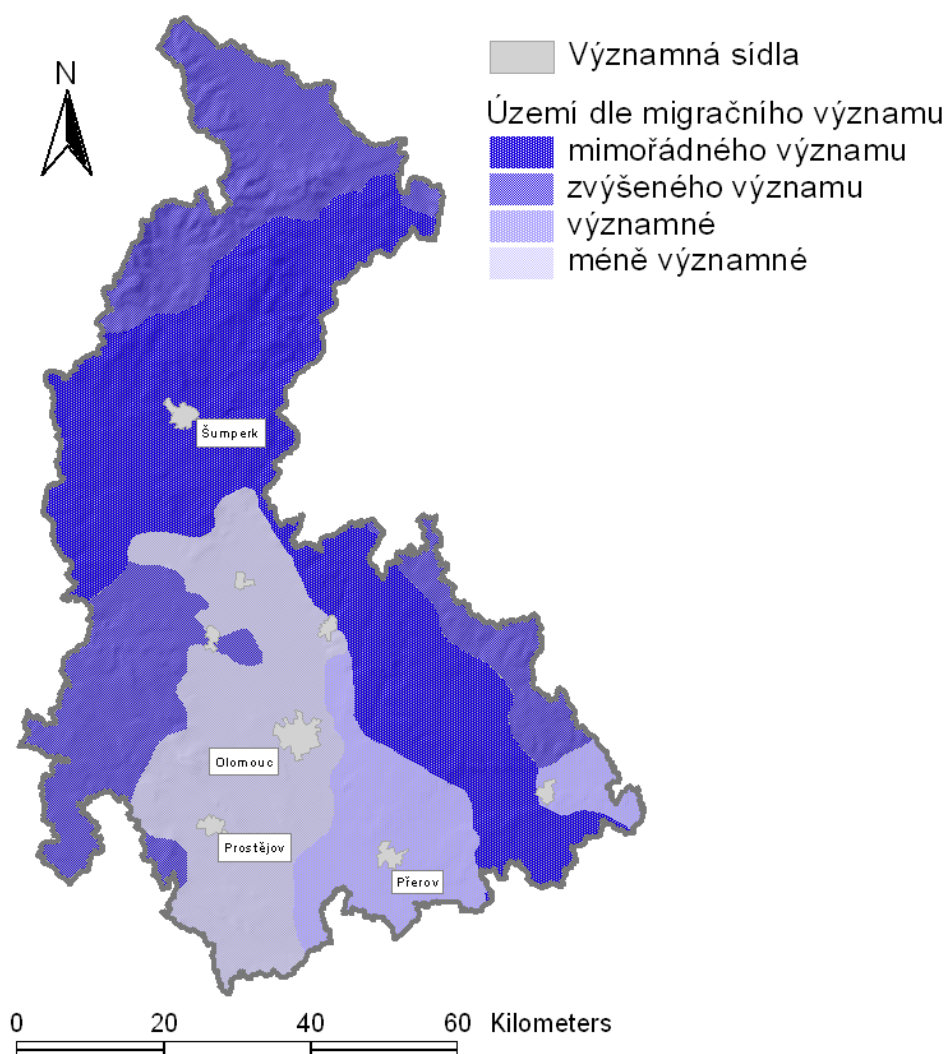 Významná sídla
N
Území dle migračního významu
mimořádného významu
zvýšeného významu
významné
méně významné
Šumperk
Olomouc
Prostějov
Přerov
0 20 40 60 Kilometers